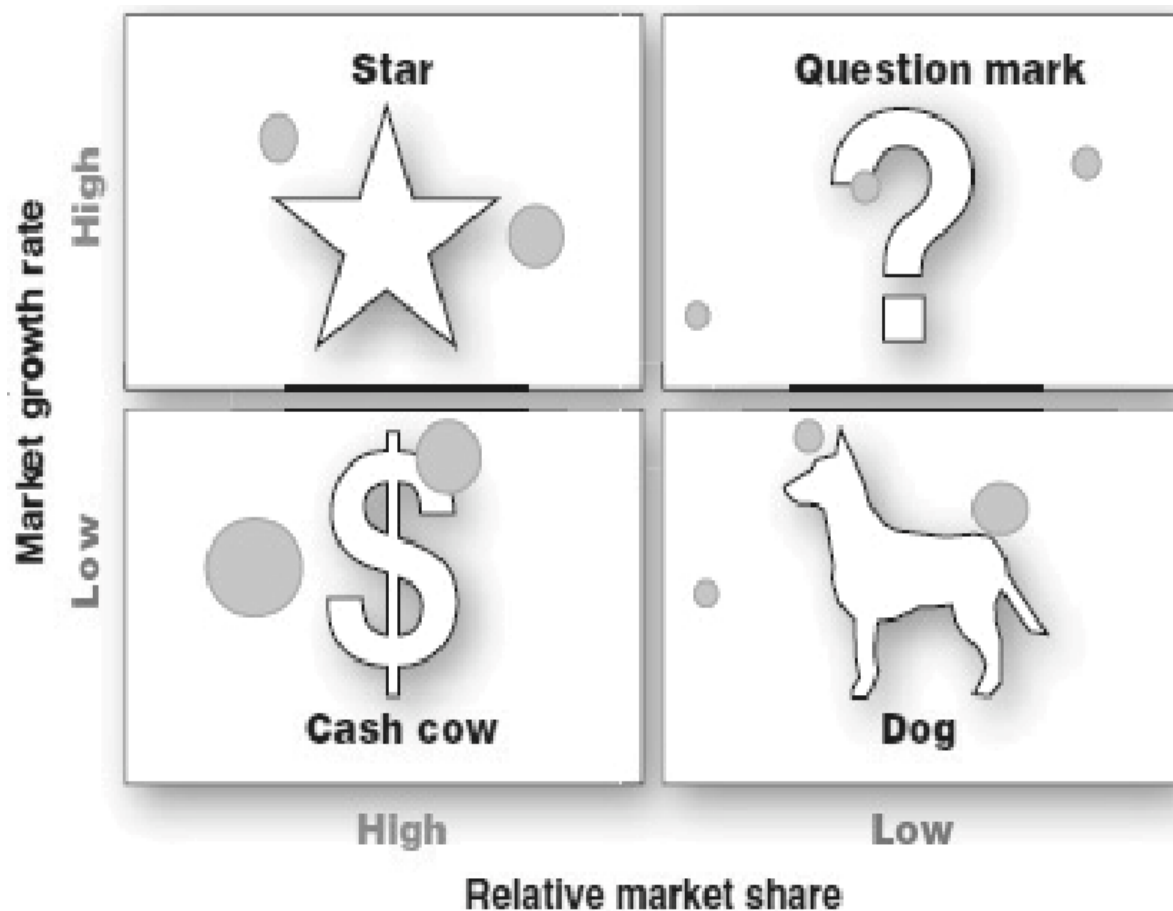 Star
Question mark
Market growth rate
High
Low
$
Cash cow
Dog
High
Low
Relative market share